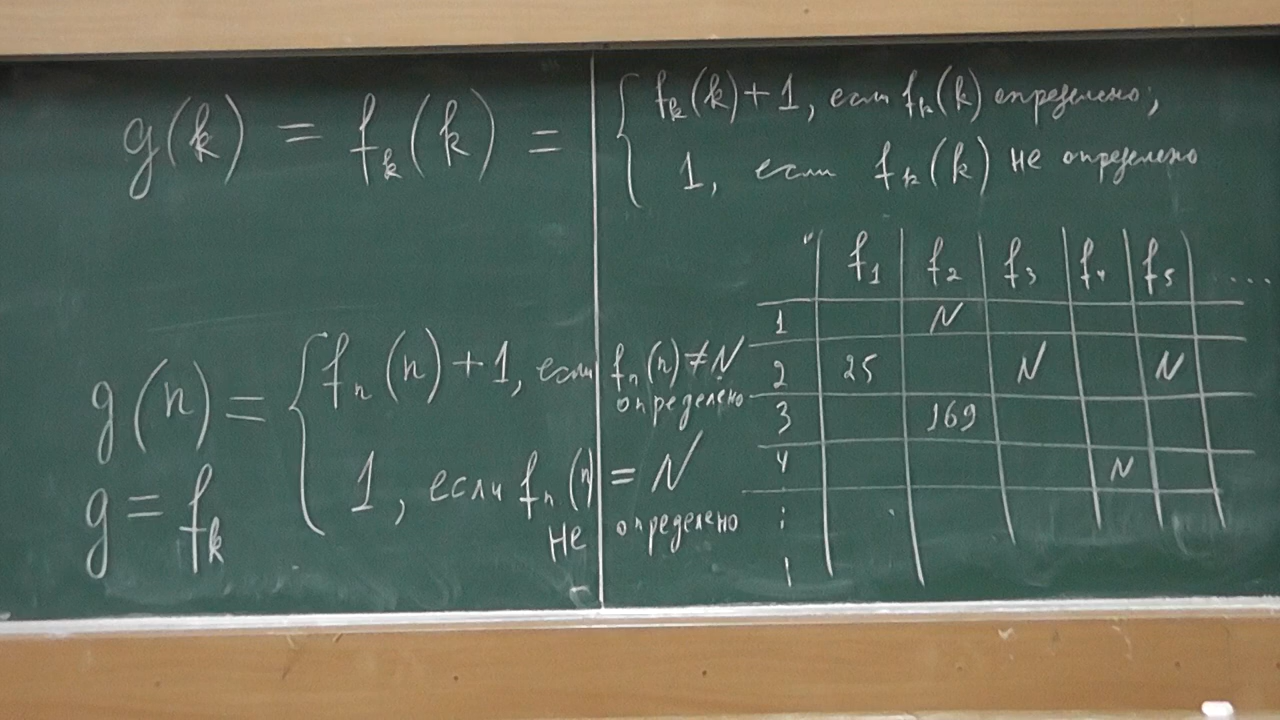 g(k) = f_k(k) = { f_k(k)+1, если f_k(k) определено;
1, если f_k(k) не определено
g(n) = { f_n(n)+1, если f_n(n) ≠ N
определено
1, если f_n(n) = N
не определено
g = f_k
f_1 f_2 f_3 f_4 f_5 ....
1 N
2 25 N N
3 169
4 N